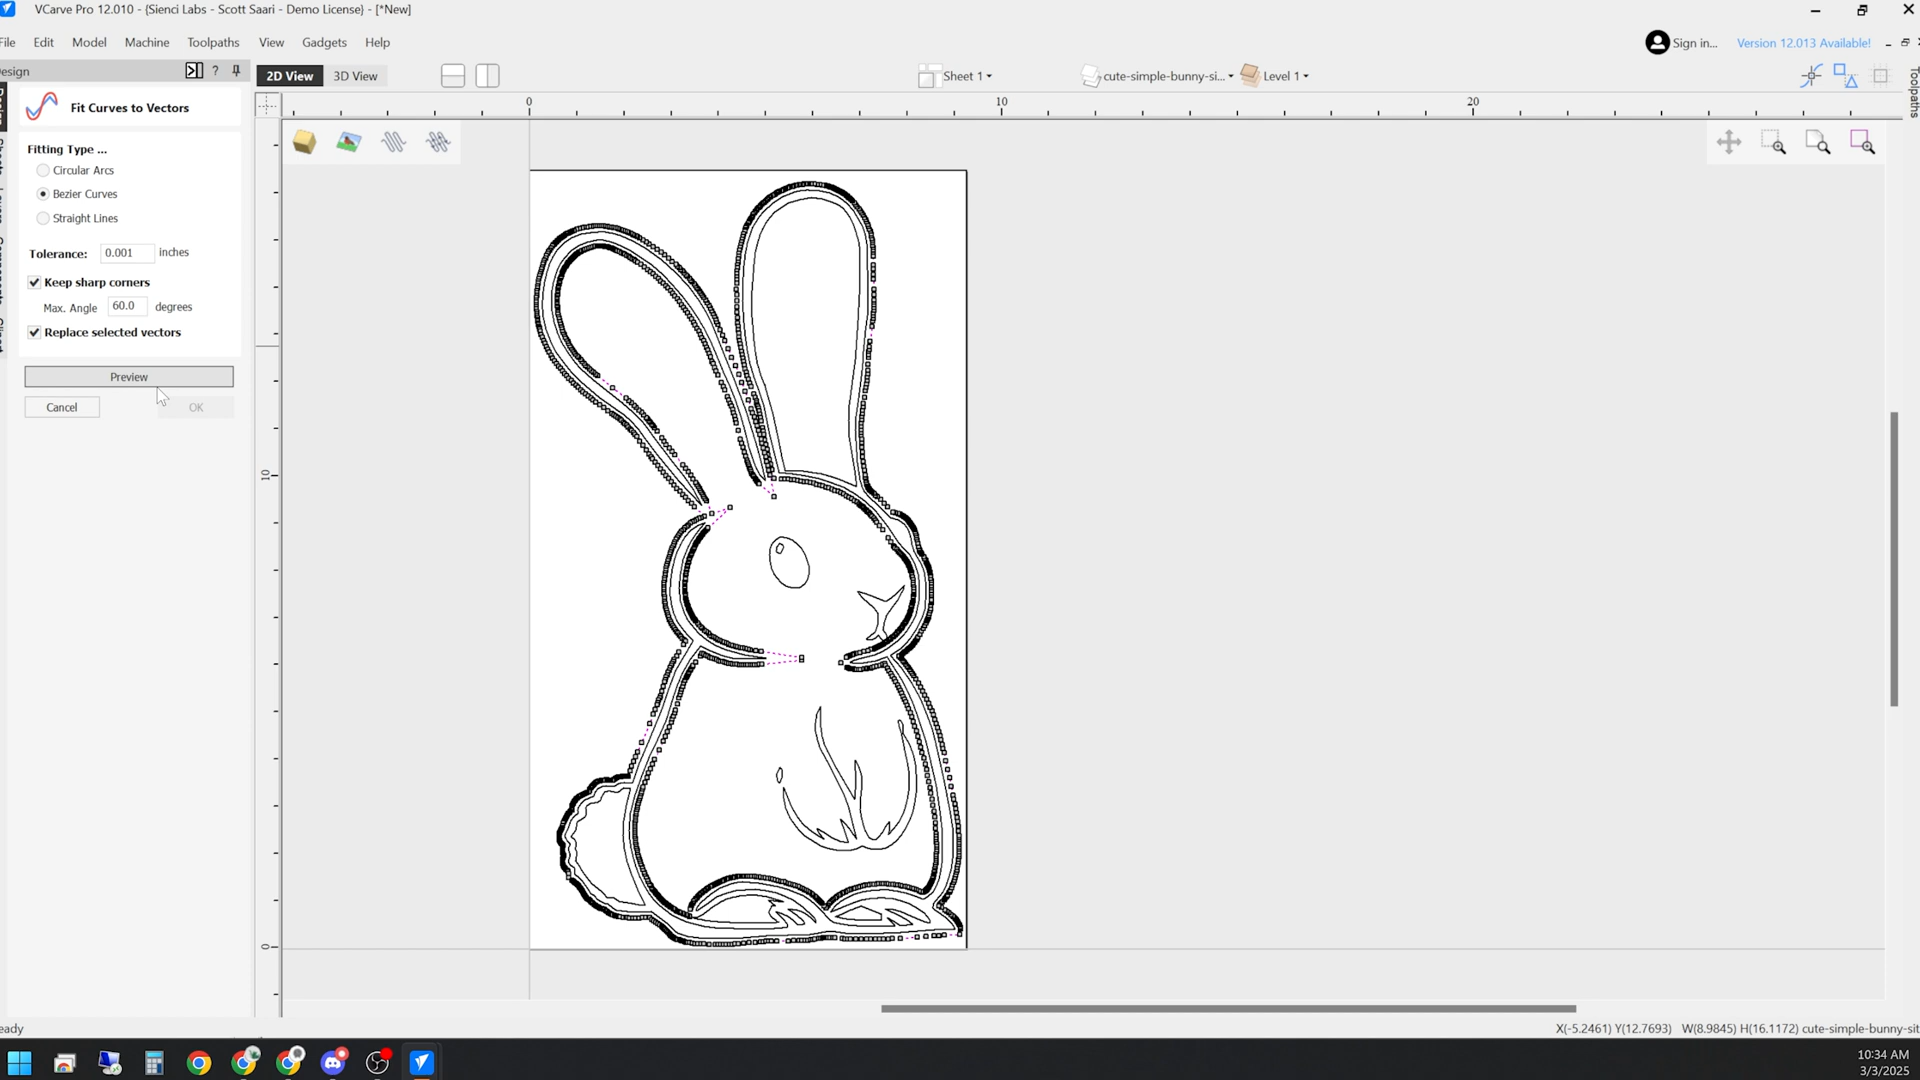 VCarve Pro 12.010 - {Sienci Labs - Scott Saari - Demo License} - [*New]
File Edit Model Machine Toolpaths View Gadgets Help
Sign in...
Version 12.013 Available!
esign
?
2D View
3D View
Sheet 1
cute-simple-bunny-si...
Level 1
Toolpaths
Fit Curves to Vectors
0 10 20
Fitting Type ...
Circular Arcs
Bezier Curves
Straight Lines
Tolerance: 0.001 inches
Keep sharp corners
Max. Angle 60.0 degrees
Replace selected vectors
Preview
Cancel
OK
10
0
eady
X(-5.2461) Y(12.7693) W(8.9845) H(16.1172) cute-simple-bunny-sit
10:34 AM
3/3/2025